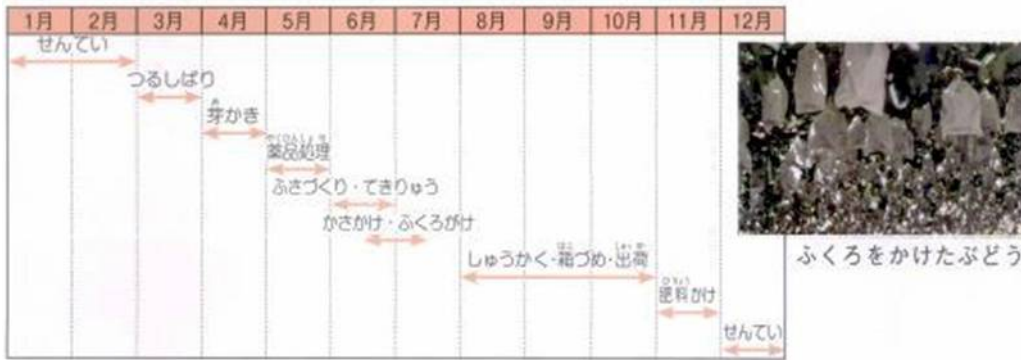 1月 2月 3月 4月 5月 6月 7月 8月 9月 10月 11月 12月
せんてい
つるしばり
芽かき
薬品処理
ふさづくり・てきりゅう
かさかけ・ふくろがけ
しゅうかく・箱づめ・出荷
肥料かけ
せんてい
ふくろをかけたぶどう